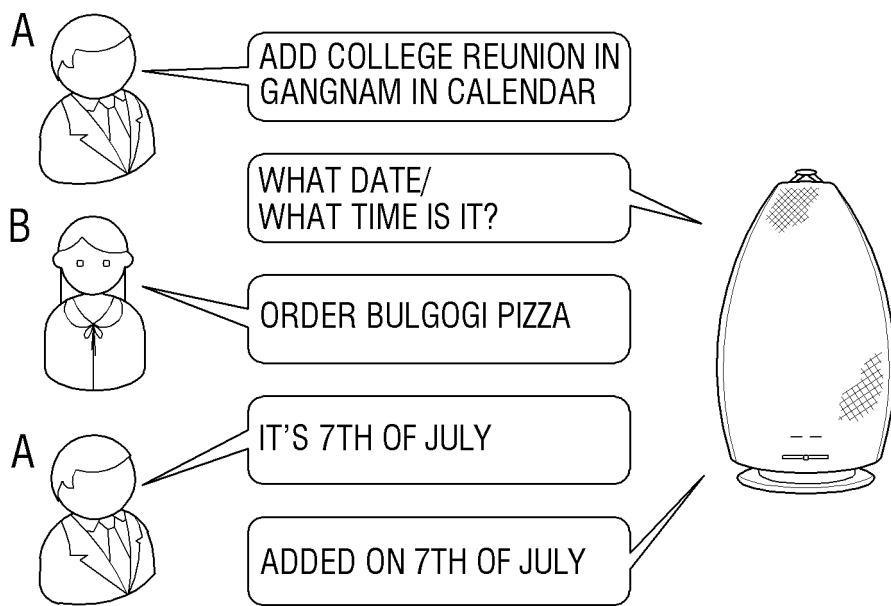 A
ADD COLLEGE REUNION IN
GANGNAM IN CALENDAR
WHAT DATE/
WHAT TIME IS IT?
B
ORDER BULGOGI PIZZA
A
IT'S 7TH OF JULY
ADDED ON 7TH OF JULY